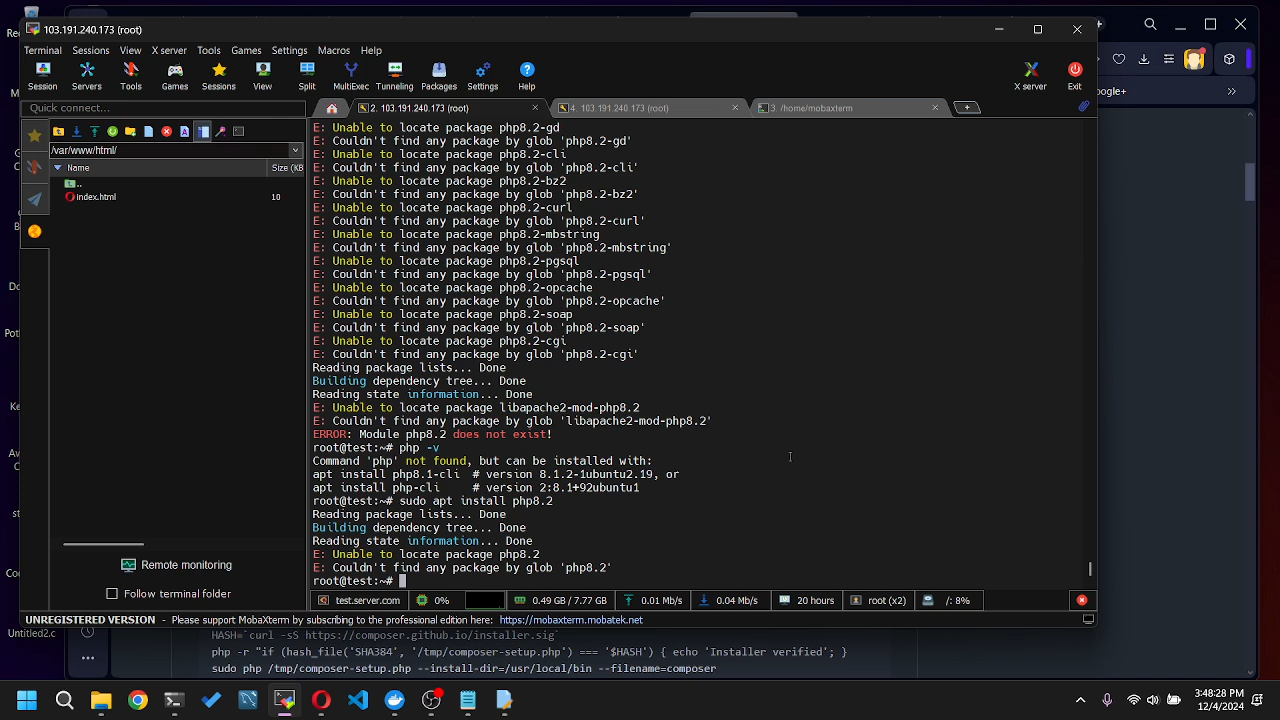 103.191.240.173 (root)
Terminal Sessions View X server Tools Games Settings Macros Help
Session Servers Tools Games Sessions View Split MultiExec Tunneling Packages Settings Help X server Exit
Quick connect...
2. 103.191.240.173 (root)
4. 103.191.240.173 (root)
3. /home/mobaxterm
oogle+
/var/www/html/
Name Size (KB
..
index.html 10
E: Unable to locate package php8.2-gd
E: Couldn't find any package by glob 'php8.2-gd'
E: Unable to locate package php8.2-cli
E: Couldn't find any package by glob 'php8.2-cli'
E: Unable to locate package php8.2-bz2
E: Couldn't find any package by glob 'php8.2-bz2'
E: Unable to locate package php8.2-curl
E: Couldn't find any package by glob 'php8.2-curl'
E: Unable to locate package php8.2-mbstring
E: Couldn't find any package by glob 'php8.2-mbstring'
E: Unable to locate package php8.2-pgsql
E: Couldn't find any package by glob 'php8.2-pgsql'
E: Unable to locate package php8.2-opcache
E: Couldn't find any package by glob 'php8.2-opcache'
E: Unable to locate package php8.2-soap
E: Couldn't find any package by glob 'php8.2-soap'
E: Unable to locate package php8.2-cgi
E: Couldn't find any package by glob 'php8.2-cgi'
Reading package lists... Done
Building dependency tree... Done
Reading state information... Done
E: Unable to locate package libapache2-mod-php8.2
E: Couldn't find any package by glob 'libapache2-mod-php8.2'
ERROR: Module php8.2 does not exist!
root@test:~# php -v
Command 'php' not found, but can be installed with:
apt install php8.1-cli  # version 8.1.2-1ubuntu2.19, or
apt install php-cli     # version 2:8.1+92ubuntu1
root@test:~# sudo apt install php8.2
Reading package lists... Done
Building dependency tree... Done
Reading state information... Done
E: Unable to locate package php8.2
E: Couldn't find any package by glob 'php8.2'
root@test:~#
Remote monitoring
Follow terminal folder
test.server.com 0% 0.49 GB / 7.77 GB 0.01 Mb/s 0.04 Mb/s 20 hours root (x2) /: 8%
UNREGISTERED VERSION - Please support MobaXterm by subscribing to the professional edition here: https://mobaxterm.mobatek.net
Untitled2.c
HASH=`curl -sS https://composer.github.io/installer.sig`
php -r "if (hash_file('SHA384', '/tmp/composer-setup.php') === '$HASH') { echo 'Installer verified'; }
sudo php /tmp/composer-setup.php --install-dir=/usr/local/bin --filename=composer
3:48:28 PM
12/4/2024